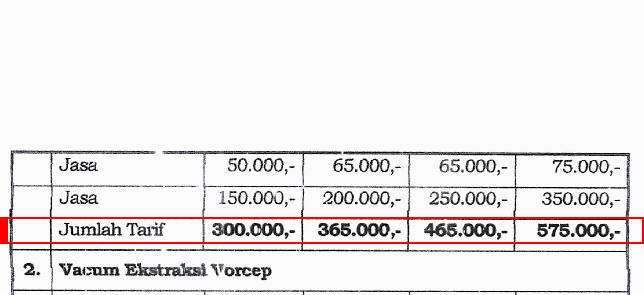 Jasa 50.000,- 65.000,- 65.000,- 75.000,-
Jasa 150.000,- 200.000,- 250.000,- 350.000,-
Jumlah Tarif 300.000,- 365.000,- 465.000,- 575.000,-
2. Vacum Ekstraksi Vorcep